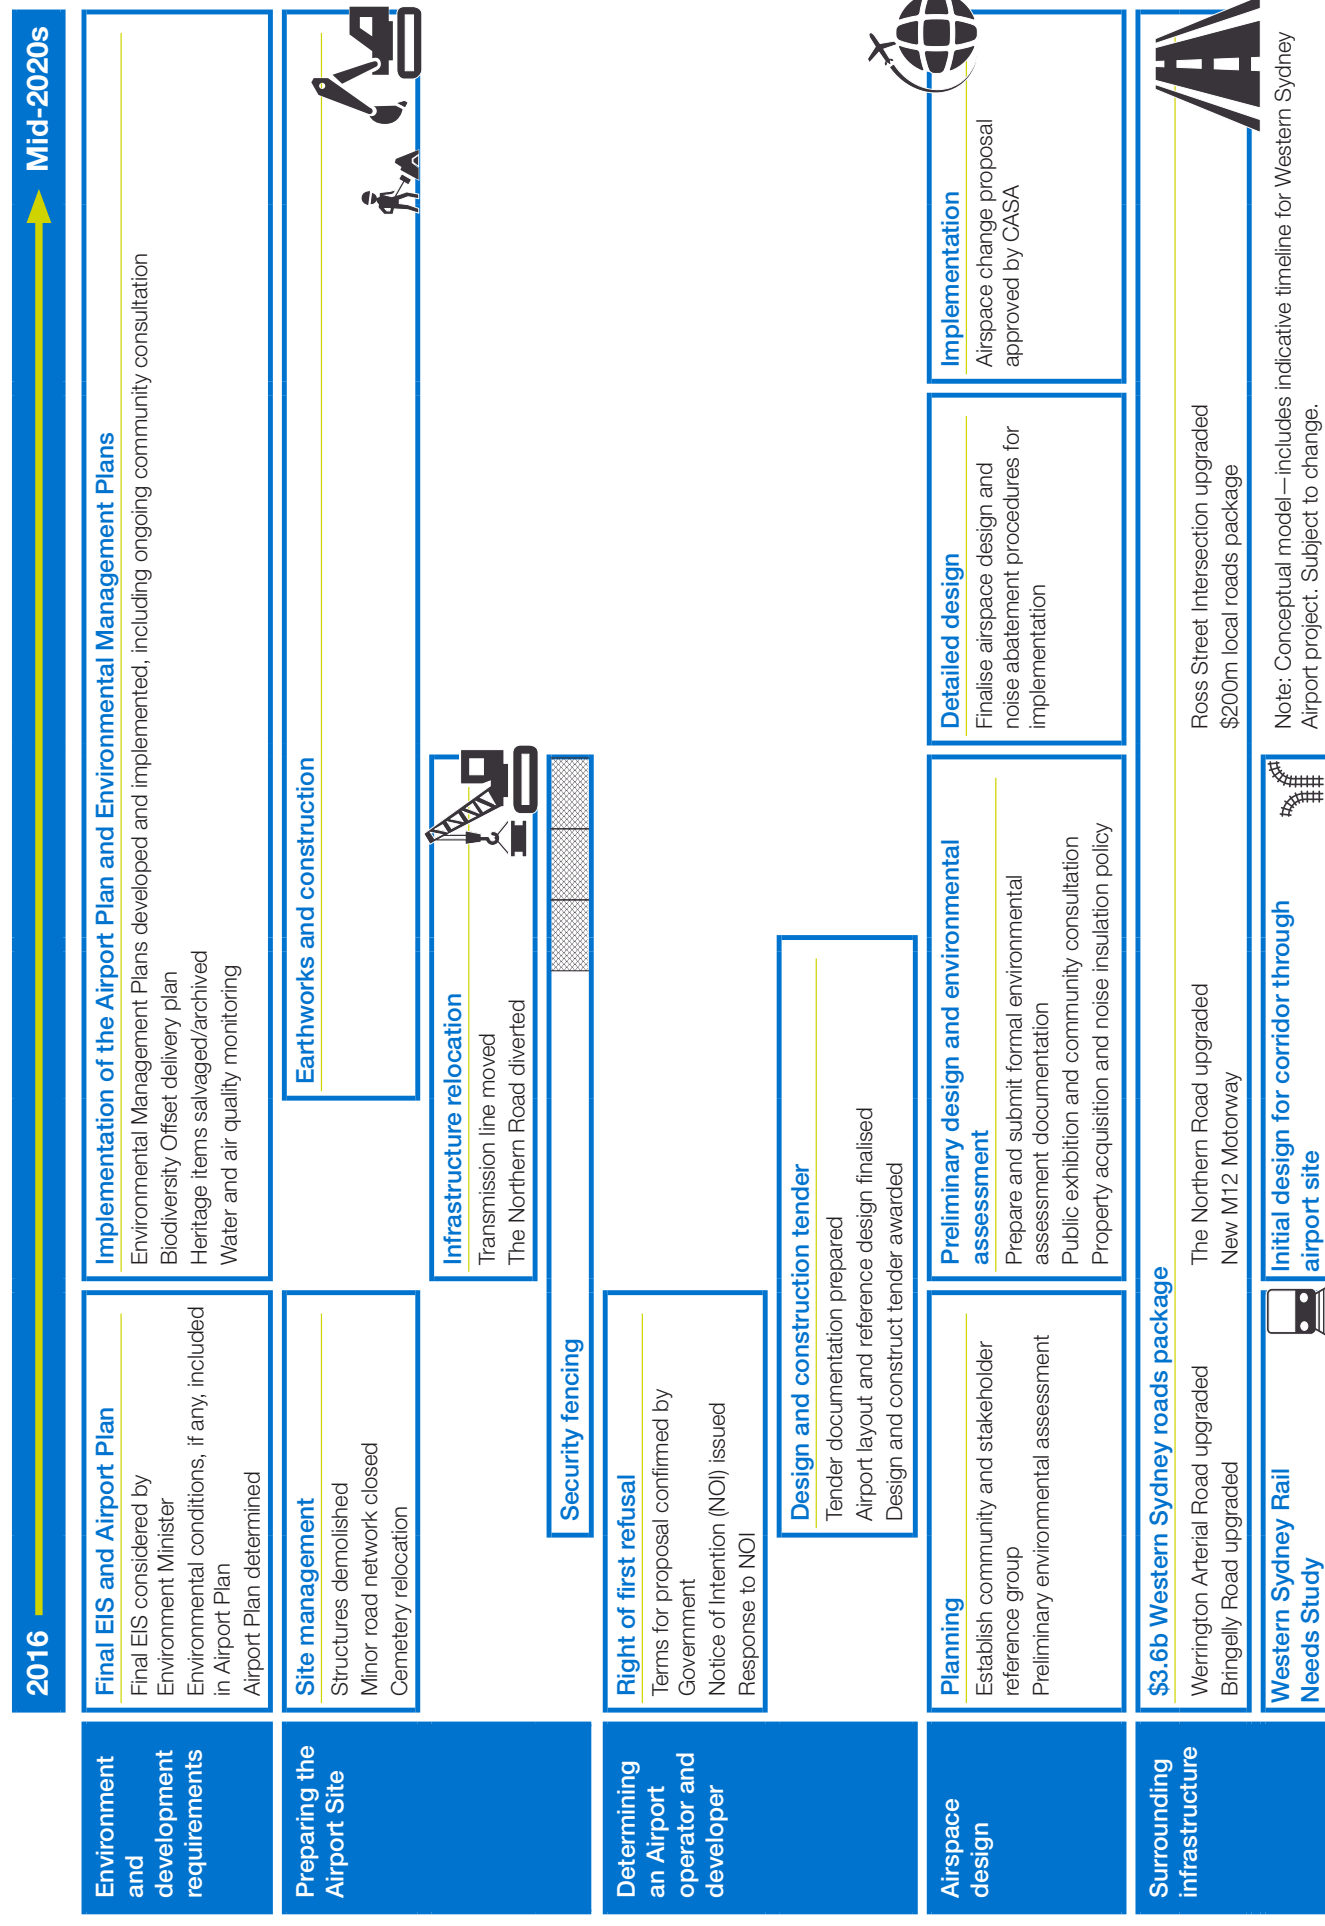 2016
Mid-2020s
Environment
and
development
requirements
Final EIS and Airport Plan
Final EIS considered by
Environment Minister
Environmental conditions, if any, included
in Airport Plan
Airport Plan determined
Implementation of the Airport Plan and Environmental Management Plans
Environmental Management Plans developed and implemented, including ongoing community consultation
Biodiversity Offset delivery plan
Heritage items salvaged/archived
Water and air quality monitoring
Preparing the
Airport Site
Site management
Structures demolished
Minor road network closed
Cemetery relocation
Earthworks and construction
Infrastructure relocation
Transmission line moved
The Northern Road diverted
Security fencing
Determining
an Airport
operator and
developer
Right of first refusal
Terms for proposal confirmed by
Government
Notice of Intention (NOI) issued
Response to NOI
Design and construction tender
Tender documentation prepared
Airport layout and reference design finalised
Design and construct tender awarded
Airspace
design
Planning
Establish community and stakeholder
reference group
Preliminary environmental assessment
Preliminary design and environmental
assessment
Prepare and submit formal environmental
assessment documentation
Public exhibition and community consultation
Property acquisition and noise insulation policy
Detailed design
Finalise airspace design and
noise abatement procedures for
implementation
Implementation
Airspace change proposal
approved by CASA
Surrounding
infrastructure
$3.6b Western Sydney roads package
Werrington Arterial Road upgraded
Bringelly Road upgraded
The Northern Road upgraded
New M12 Motorway
Ross Street Intersection upgraded
$200m local roads package
Western Sydney Rail
Needs Study
Initial design for corridor through
airport site
Note: Conceptual model—includes indicative timeline for Western Sydney
Airport project. Subject to change.